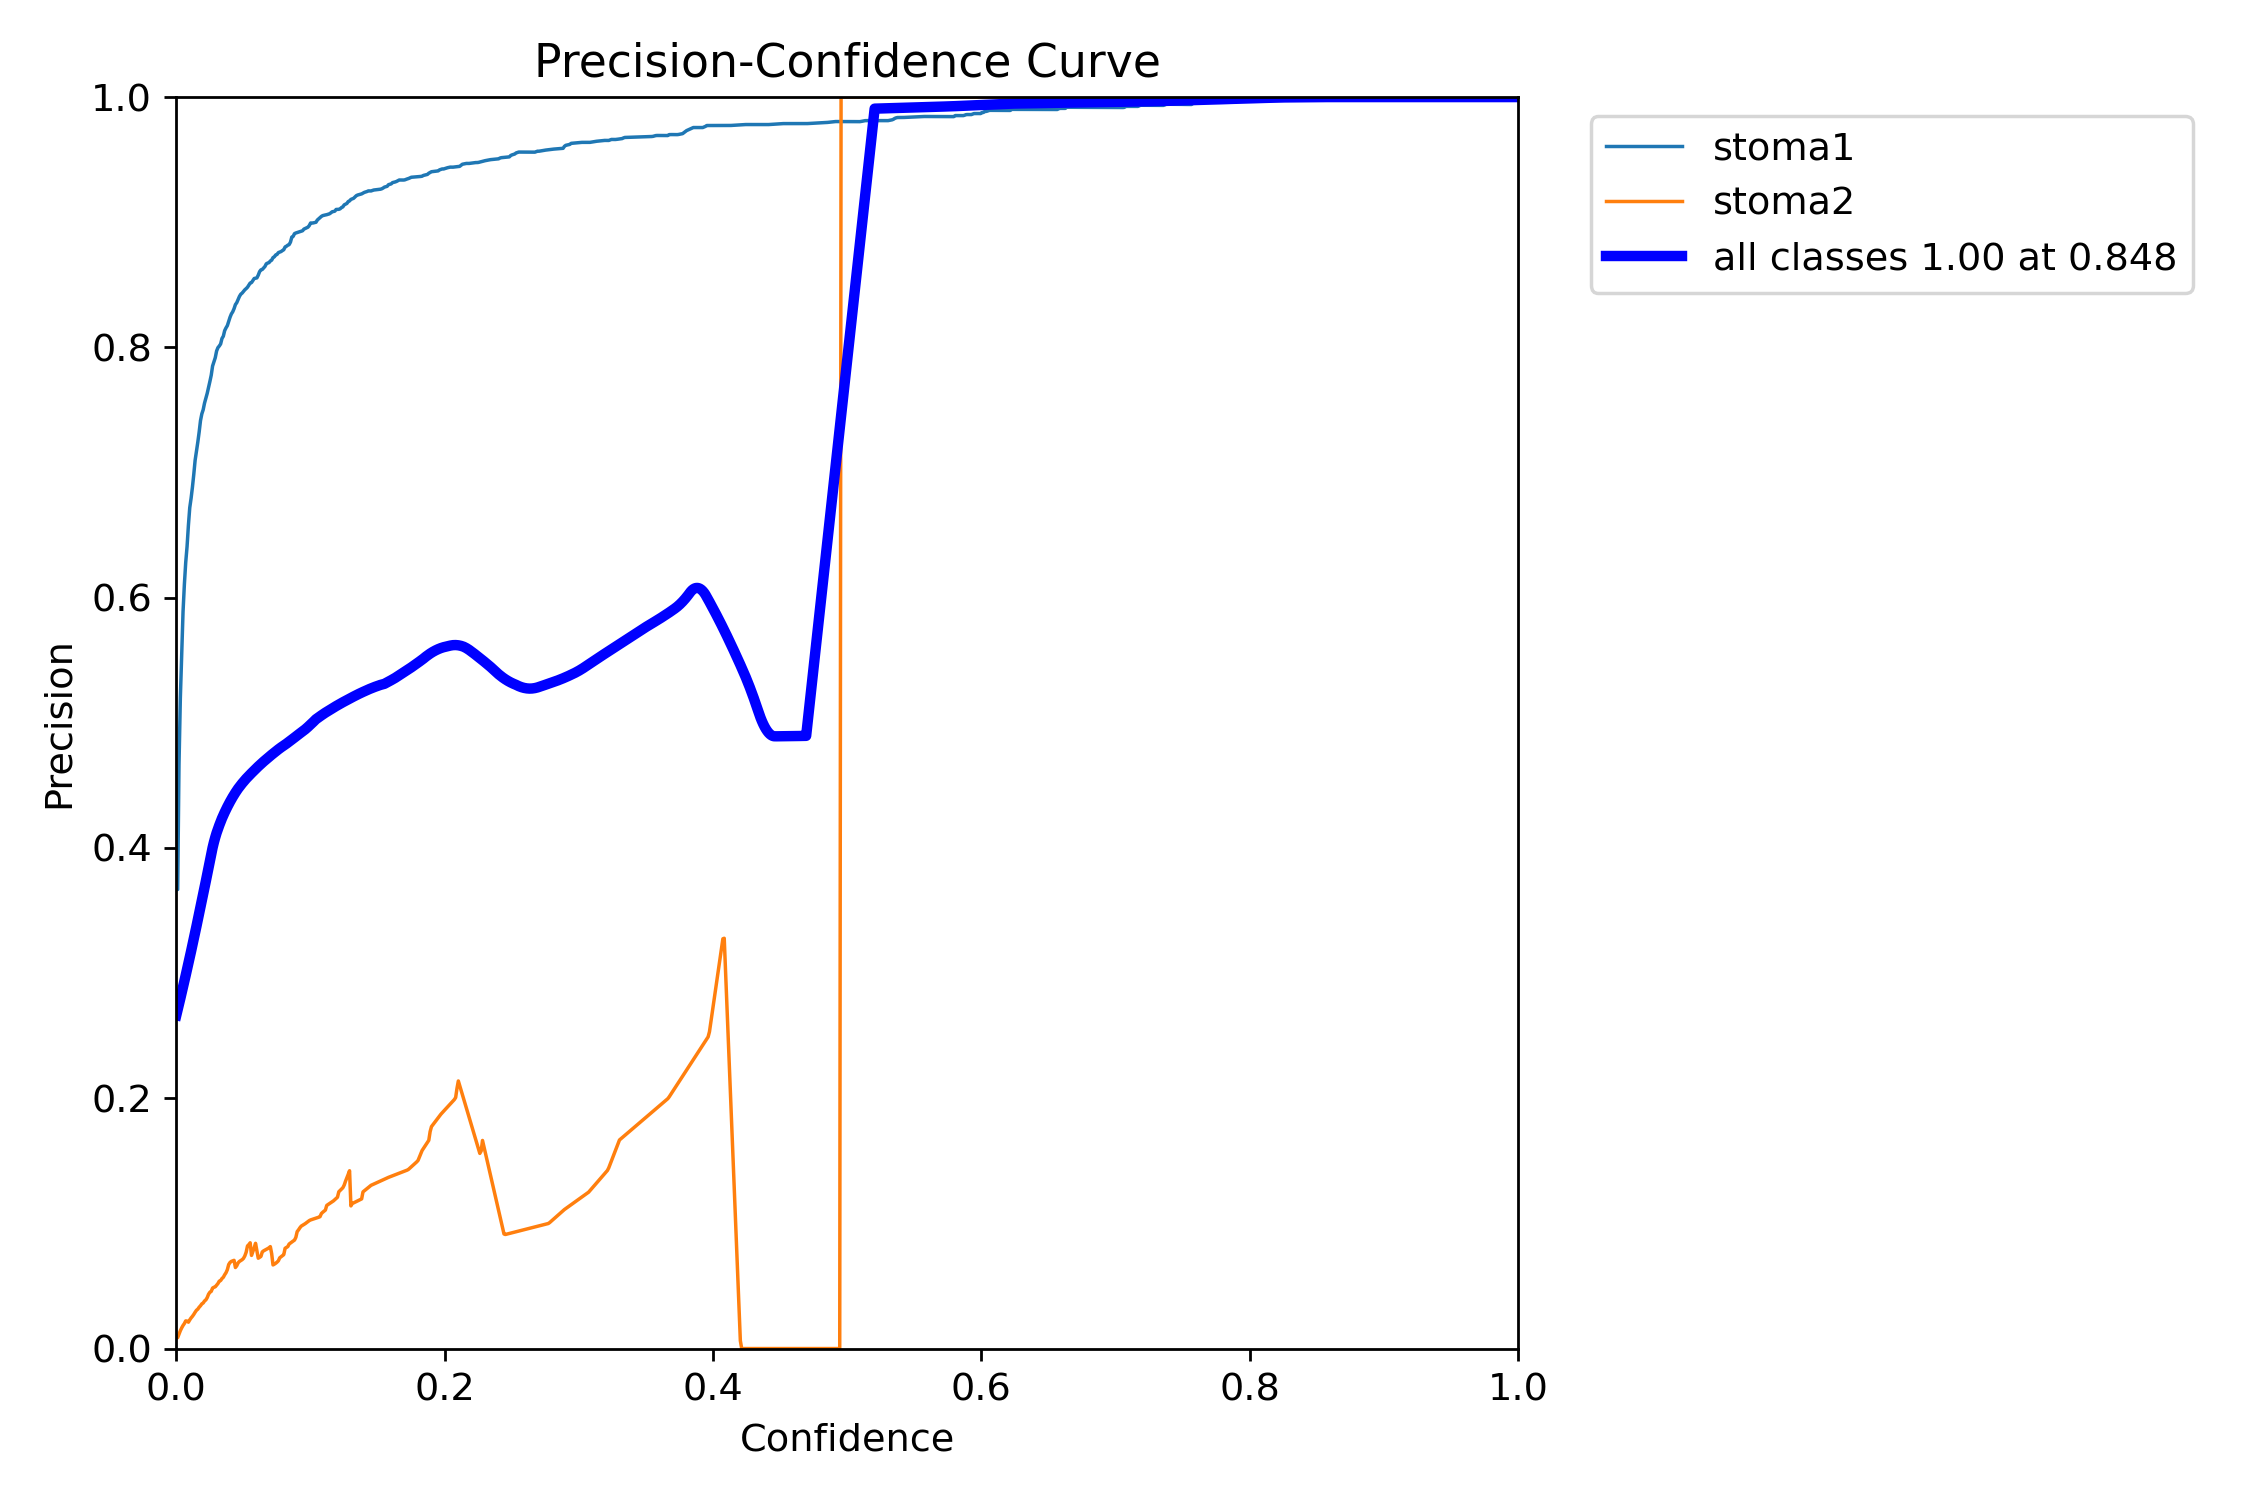 Precision-Confidence Curve
1.0
0.8
0.6
0.4
0.2
0.0
Precision
0.0 0.2 0.4 0.6 0.8 1.0
Confidence
stoma1
stoma2
all classes 1.00 at 0.848